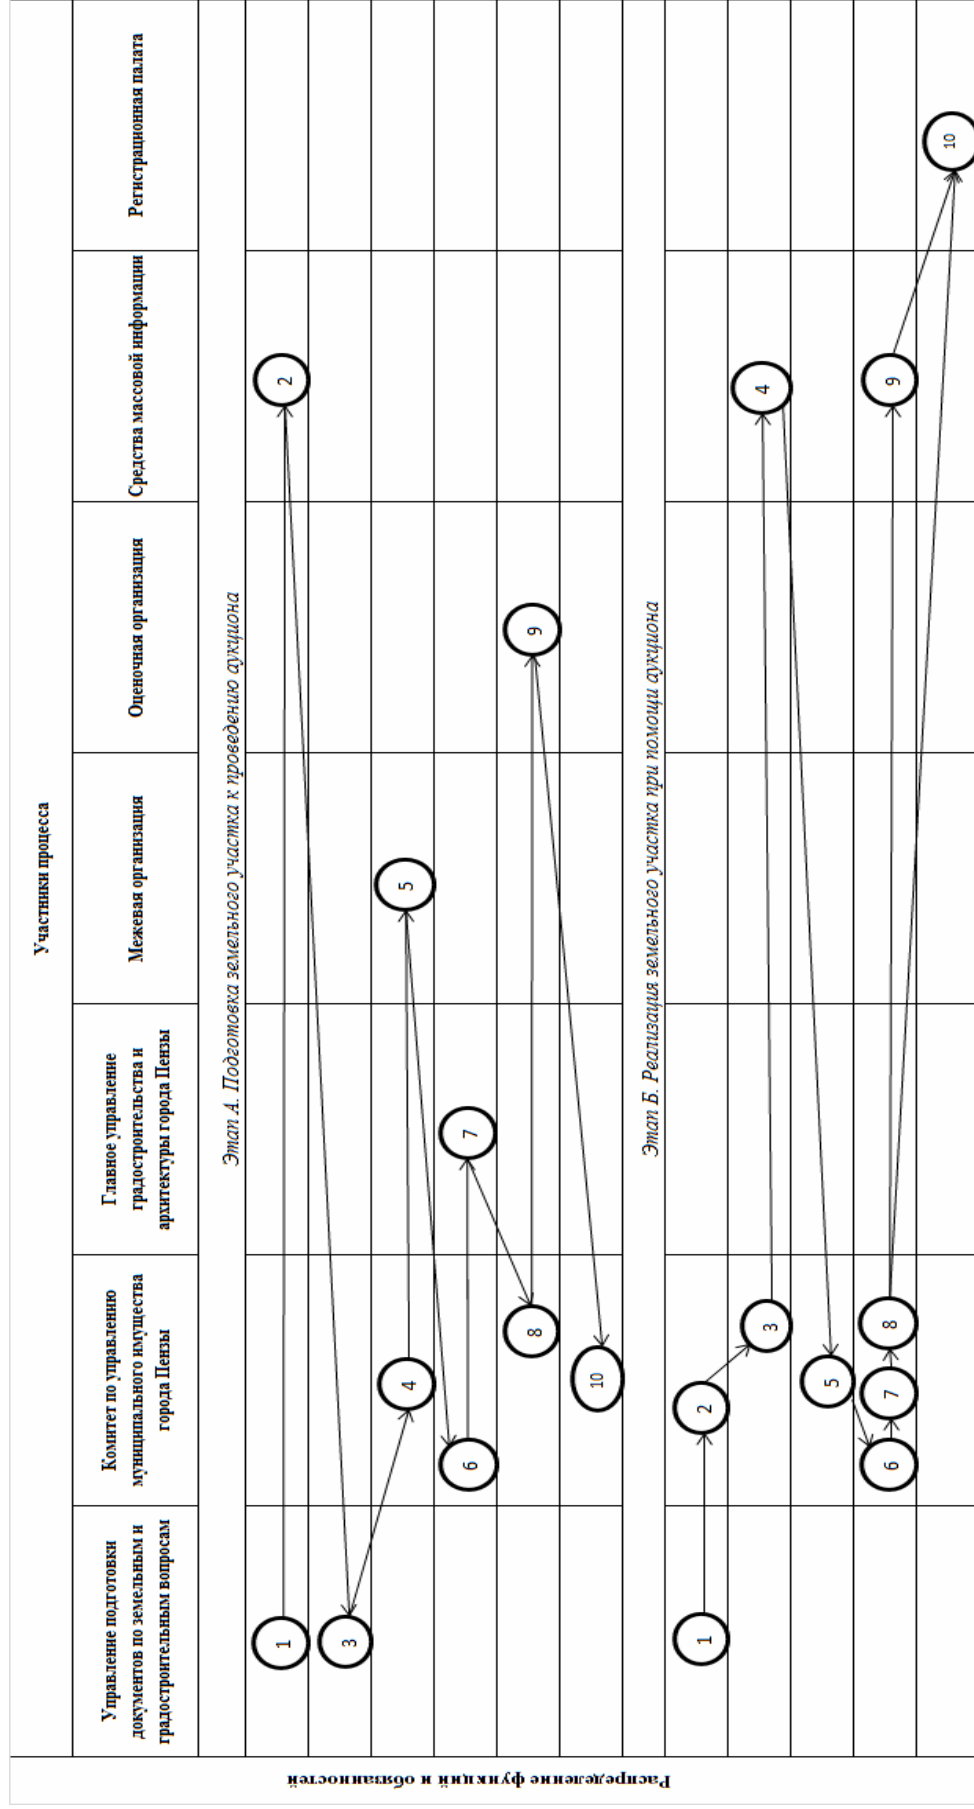 Участники процесса
Управление подготовки
документов по земельным и
градостроительным вопросам
Комитет по управлению
муниципального имущества
города Пензы
Главное управление
градостроительства и
архитектуры города Пензы
Межевая организация
Оценочная организация
Средства массовой информации
Регистрационная палата
Распределение функции и обязанностей
Этап А. Подготовка земельного участка к проведению аукциона
1
2
3
4
5
6
7
8
9
10
Этап Б. Реализация земельного участка при помощи аукциона
1
2
3
4
5
6
7
8
9
10